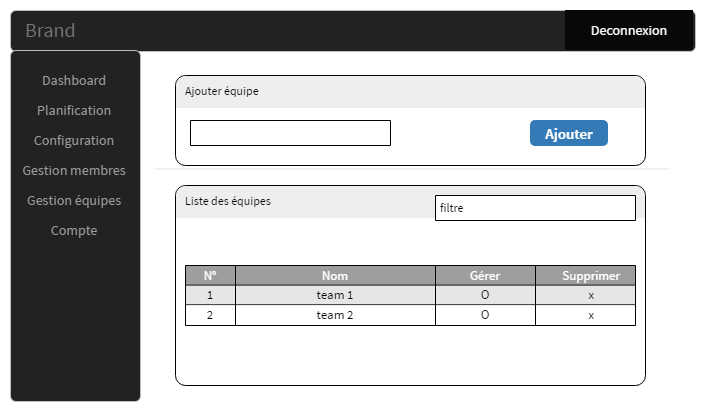 Brand
Deconnexion
Dashboard
Planification
Configuration
Gestion membres
Gestion équipes
Compte
Ajouter équipe
Ajouter
Liste des équipes
filtre
N° Nom Gérer Supprimer
1 team 1 O x
2 team 2 O x